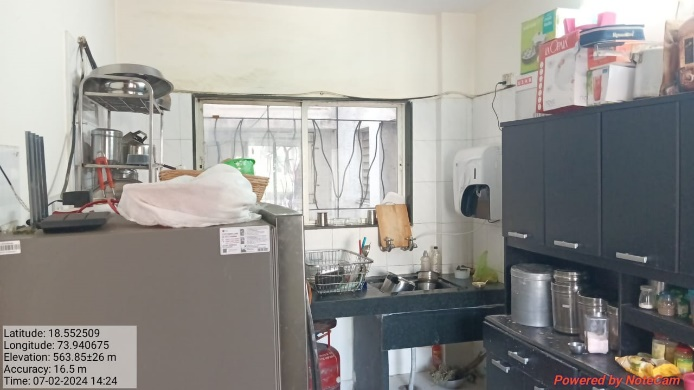 Latitude: 18.552509
Longitude: 73.940675
Elevation: 563.85±26 m
Accuracy: 16.5 m
Time: 07-02-2024 14:24
Powered by NoteCam